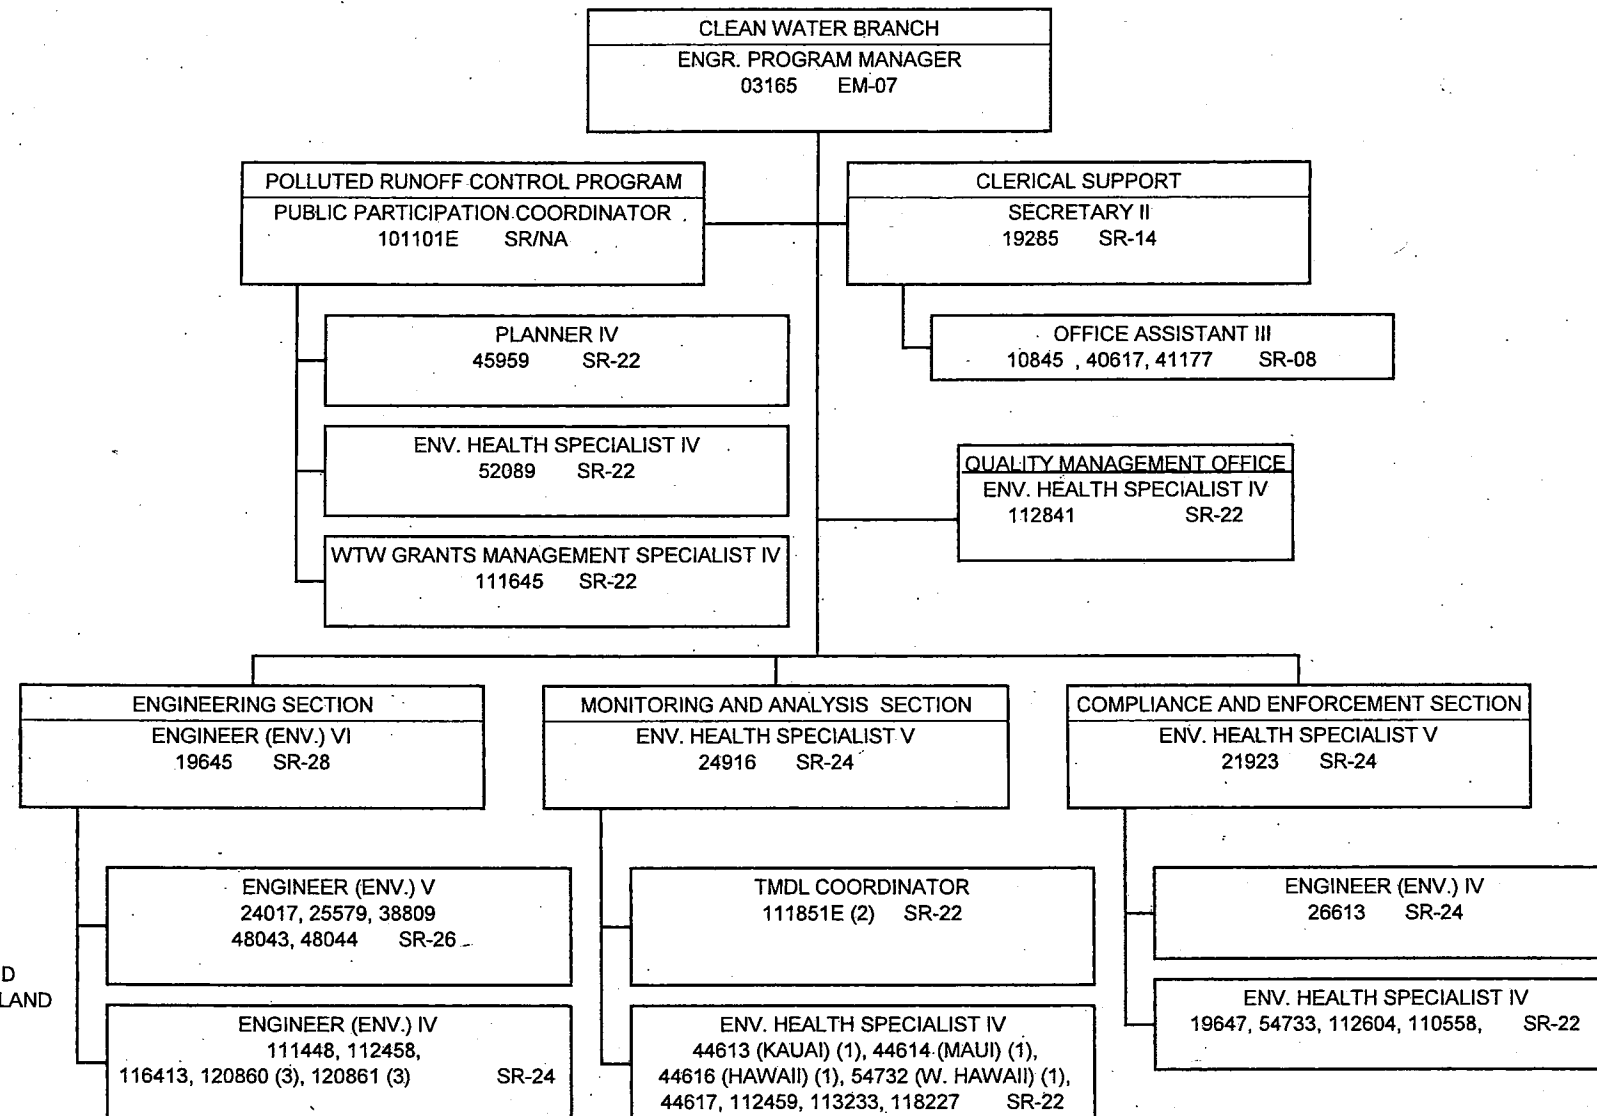 CLEAN WATER BRANCH
ENGR. PROGRAM MANAGER
03165 EM-07
POLLUTED RUNOFF CONTROL PROGRAM
PUBLIC PARTICIPATION COORDINATOR
101101E SR/NA
CLERICAL SUPPORT
SECRETARY II
19285 SR-14
PLANNER IV
45959 SR-22
OFFICE ASSISTANT III
10845 , 40617, 41177 SR-08
ENV. HEALTH SPECIALIST IV
52089 SR-22
QUALITY MANAGEMENT OFFICE
ENV. HEALTH SPECIALIST IV
112841 SR-22
WTW GRANTS MANAGEMENT SPECIALIST IV
111645 SR-22
ENGINEERING SECTION
ENGINEER (ENV.) VI
19645 SR-28
MONITORING AND ANALYSIS SECTION
ENV. HEALTH SPECIALIST V
24916 SR-24
COMPLIANCE AND ENFORCEMENT SECTION
ENV. HEALTH SPECIALIST V
21923 SR-24
ENGINEER (ENV.) V
24017, 25579, 38809
48043, 48044 SR-26
TMDL COORDINATOR
111851E (2) SR-22
ENGINEER (ENV.) IV
26613 SR-24
D
LAND
ENGINEER (ENV.) IV
111448, 112458,
116413, 120860 (3), 120861 (3) SR-24
ENV. HEALTH SPECIALIST IV
44613 (KAUAI) (1), 44614 (MAUI) (1),
44616 (HAWAII) (1), 54732 (W. HAWAII) (1),
44617, 112459, 113233, 118227 SR-22
ENV. HEALTH SPECIALIST IV
19647, 54733, 112604, 110558, SR-22